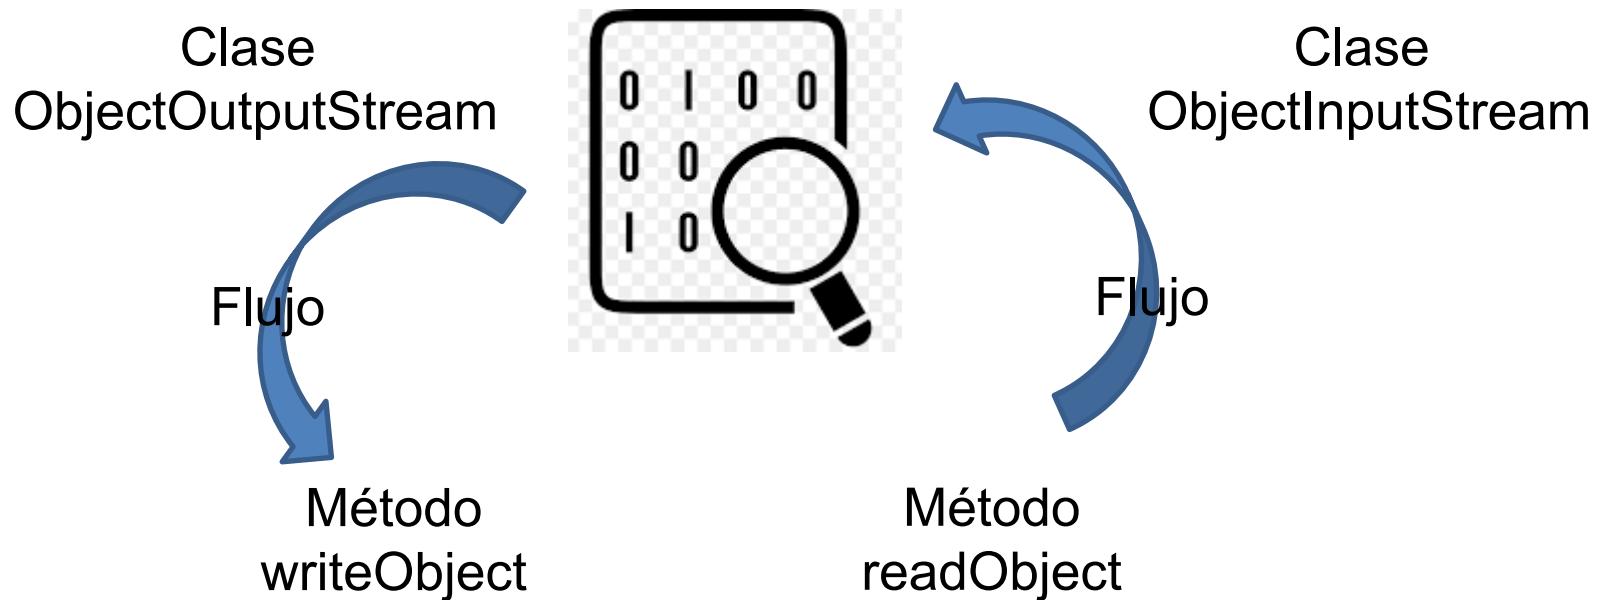 Clase
ObjectOutputStream
0 1 0 0
0 0
1 0
Clase
ObjectInputStream
Flujo
Flujo
Método
writeObject
Método
readObject